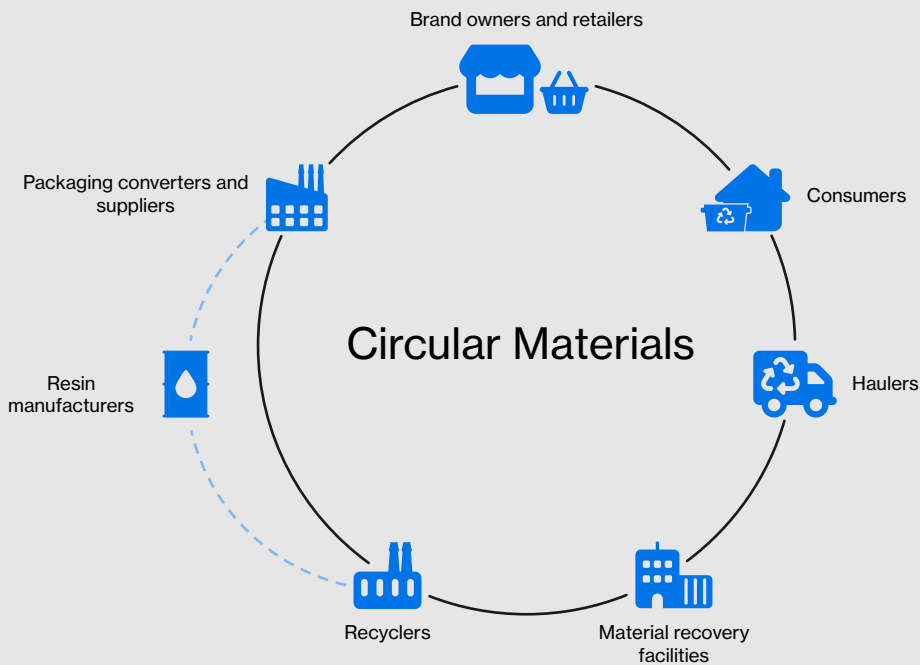 Brand owners and retailers
Packaging converters and
suppliers
Consumers
Circular Materials
Resin
manufacturers
Haulers
Recyclers
Material recovery
facilities